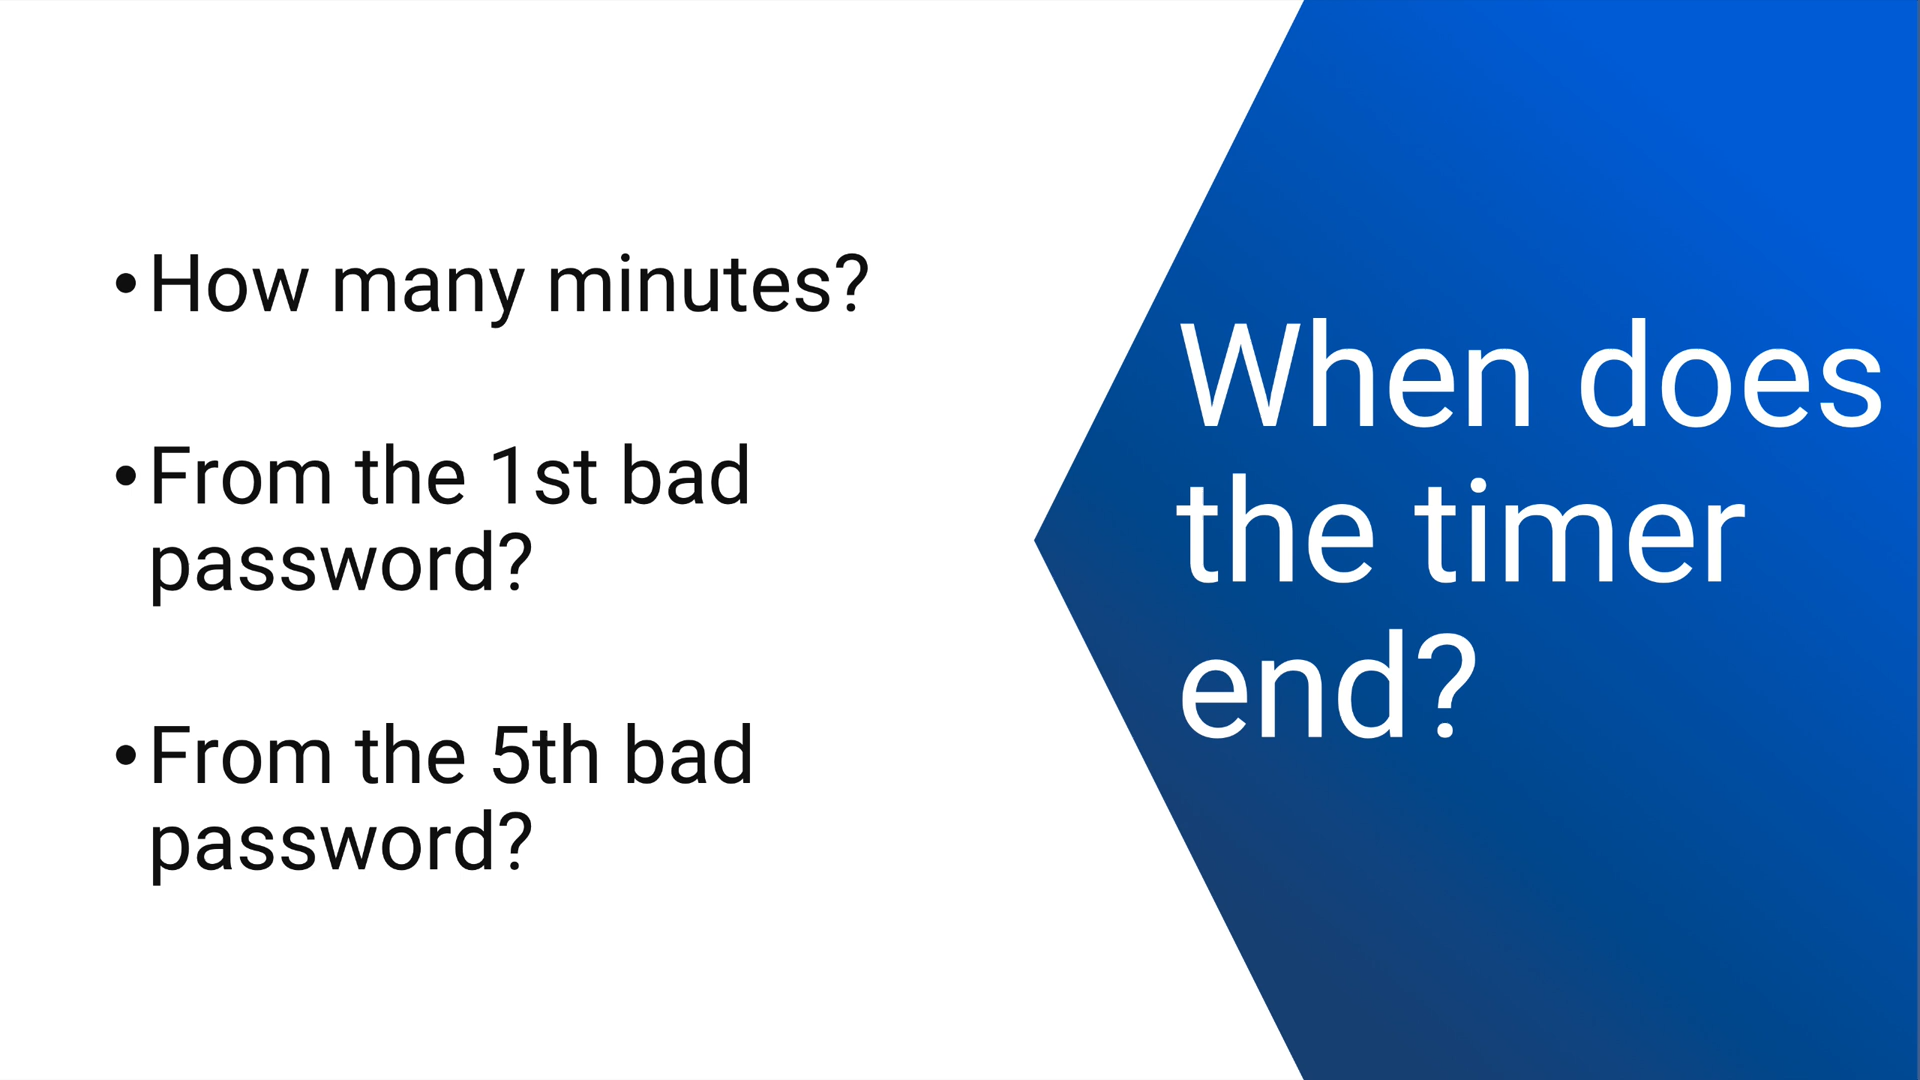 • How many minutes?
• From the 1st bad
password?
• From the 5th bad
password?
When does
the timer
end?